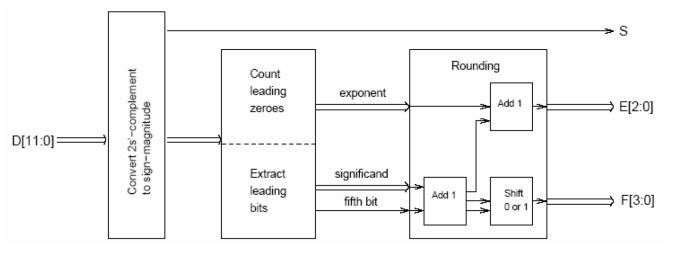 S
Count
leading
zeroes
Rounding
exponent
Add 1
E[2:0]
D[11:0]
Convert 2s'-complement
to sign-magnitude
Extract
leading
bits
significand
fifth bit
Add 1
Shift
0 or 1
F[3:0]